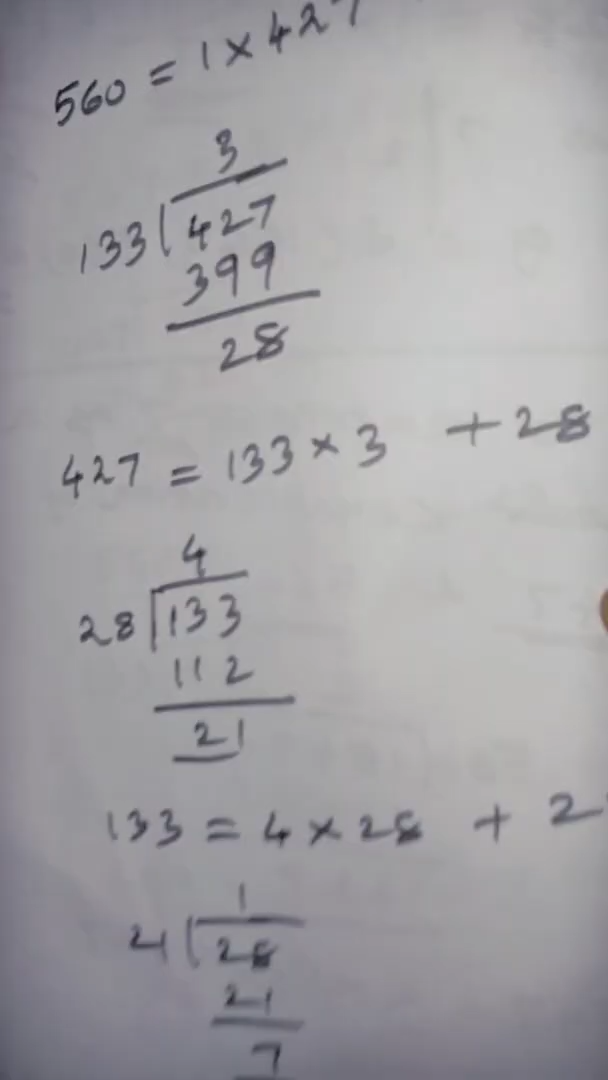 560 = 1 × 427
3
133 ( 427
399
28
427 = 133 × 3 + 28
4
28 | 133
112
21
133 = 4 × 28 + 2
1
21 ( 28
21
7